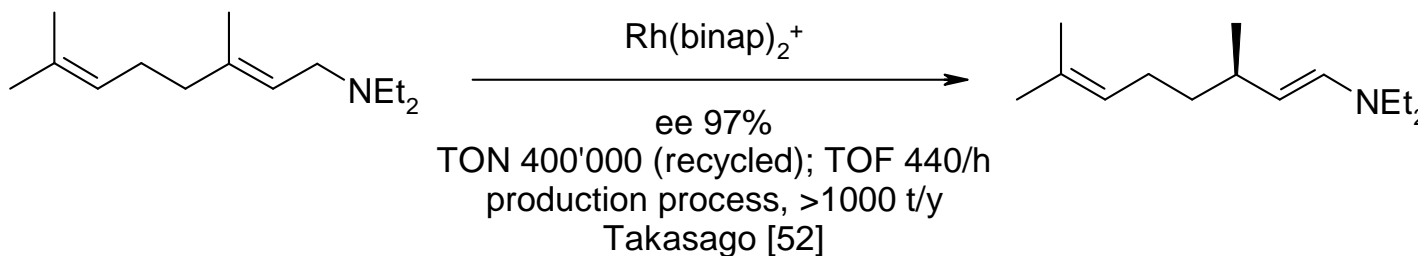 Rh(binap)₂⁺
NEt₂
ee 97%
TON 400'000 (recycled); TOF 440/h
production process, >1000 t/y
Takasago [52]
NEt₂